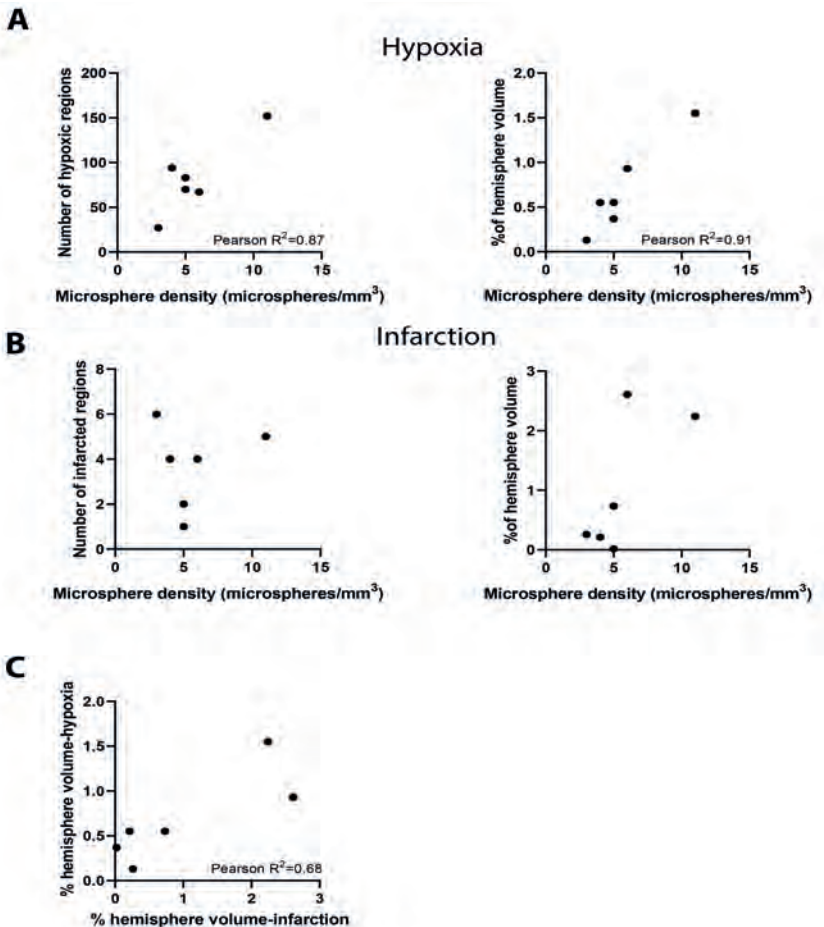 A
Hypoxia
Number of hypoxic regions
200
150
100
50
0
0 5 10 15
Pearson R²=0.87
Microsphere density (microspheres/mm³)
%of hemisphere volume
2.0
1.5
1.0
0.5
0.0
0 5 10 15
Pearson R²=0.91
Microsphere density (microspheres/mm³)
B
Infarction
Number of infarcted regions
8
6
4
2
0
0 5 10 15
Microsphere density (microspheres/mm³)
%of hemisphere volume
3
2
1
0
0 5 10 15
Microsphere density (microspheres/mm³)
C
% hemisphere volume-hypoxia
2.0
1.5
1.0
0.5
0.0
0 1 2 3
Pearson R²=0.68
% hemisphere volume-infarction